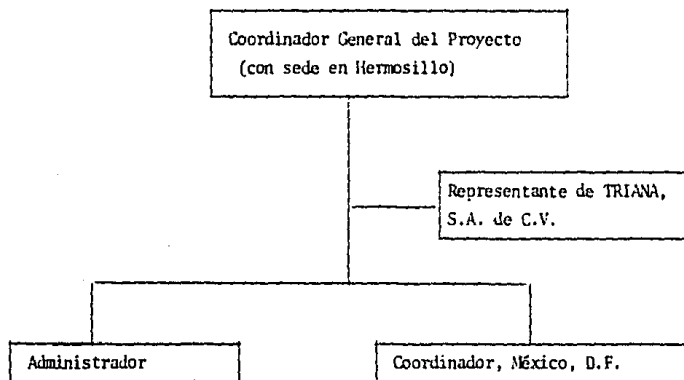 Coordinador General del Proyecto
(con sede en Hermosillo)
Representante de TRIANA,
S.A. de C.V.
Administrador
Coordinador, México, D.F.